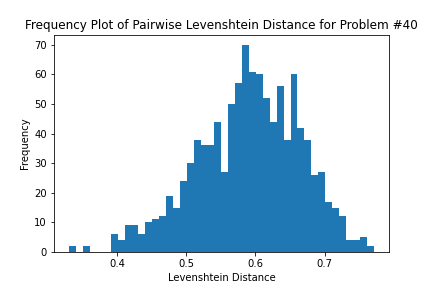 Frequency Plot of Pairwise Levenshtein Distance for Problem #40
70
60
50
40
30
20
10
0
Frequency
0.4 0.5 0.6 0.7
Levenshtein Distance